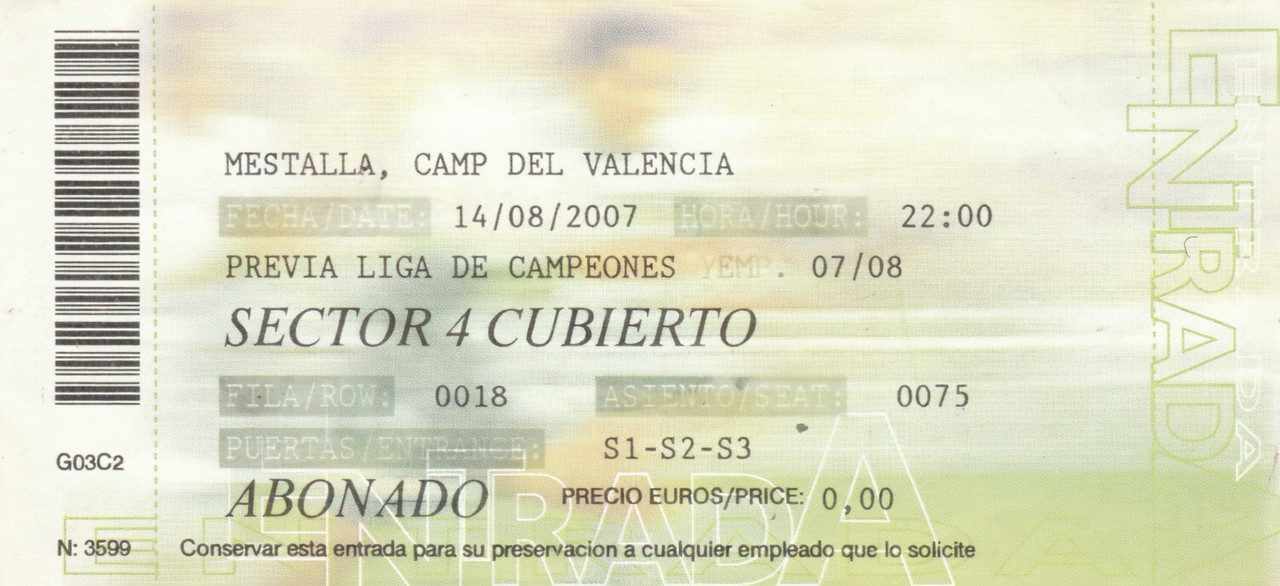 MESTALLA, CAMP DEL VALENCIA
FECHA/DATE: 14/08/2007 HORA/HOUR: 22:00
PREVIA LIGA DE CAMPEONES YEMP. 07/08
SECTOR 4 CUBIERTO
FILA/ROW: 0018 ASIENTO/SEAT: 0075
PUERTAS/ENTRANCE: S1-S2-S3
ABONADO PRECIO EUROS/PRICE: 0,00
Conservar esta entrada para su preservacion a cualquier empleado que lo solicite
G03C2
N: 3599
ENTRADA
ENTRADA
ENTRADA